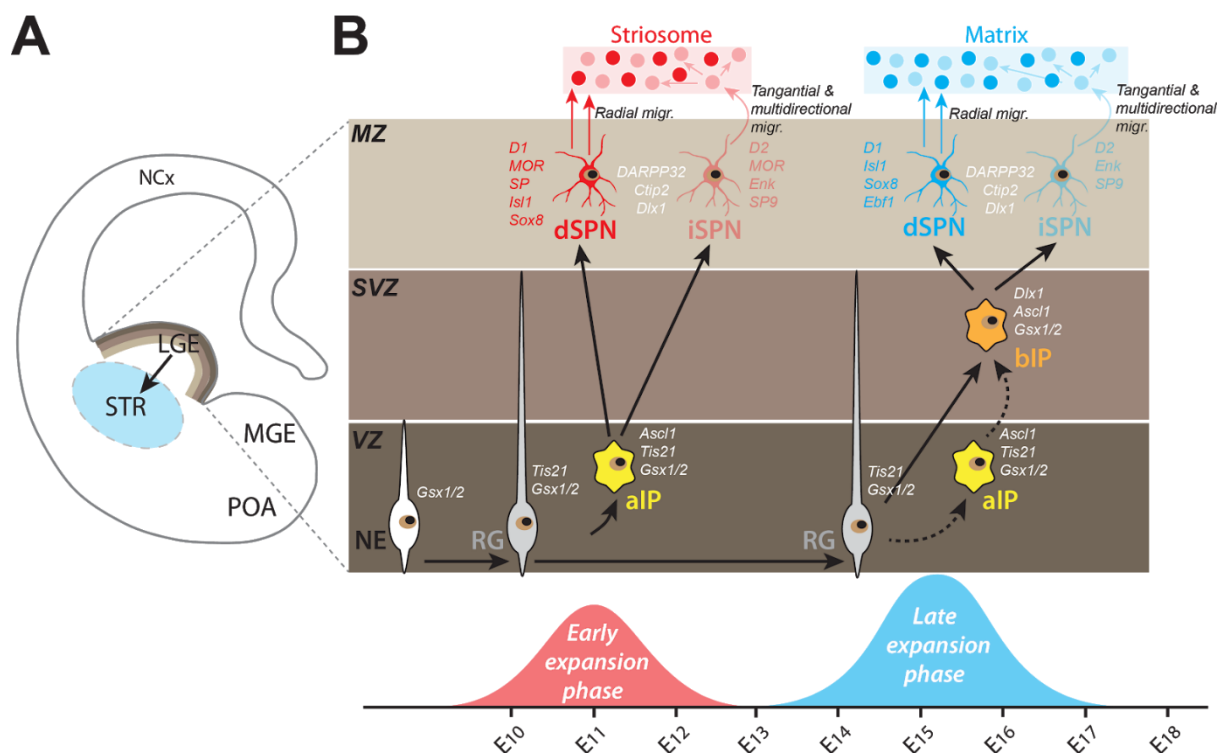 A
NCx
LGE
STR
MGE
POA
B
Striosome
Matrix
Radial migr.
Tangential &
multidirectional
migr.
Radial migr.
Tangential &
multidirectional
migr.
MZ
D1
MOR
SP
Isl1
Sox8
DARPP32
Ctip2
Dlx1
D2
MOR
Enk
SP9
dSPN
iSPN
D1
Isl1
Sox8
Ebf1
DARPP32
Ctip2
Dlx1
D2
Enk
SP9
dSPN
iSPN
SVZ
Dlx1
Ascl1
Gsx1/2
bIP
VZ
Gsx1/2
NE
Tis21
Gsx1/2
RG
Ascl1
Tis21
Gsx1/2
aIP
Tis21
Gsx1/2
RG
Ascl1
Tis21
Gsx1/2
aIP
Early
expansion
phase
Late
expansion
phase
E10
E11
E12
E13
E14
E15
E16
E17
E18